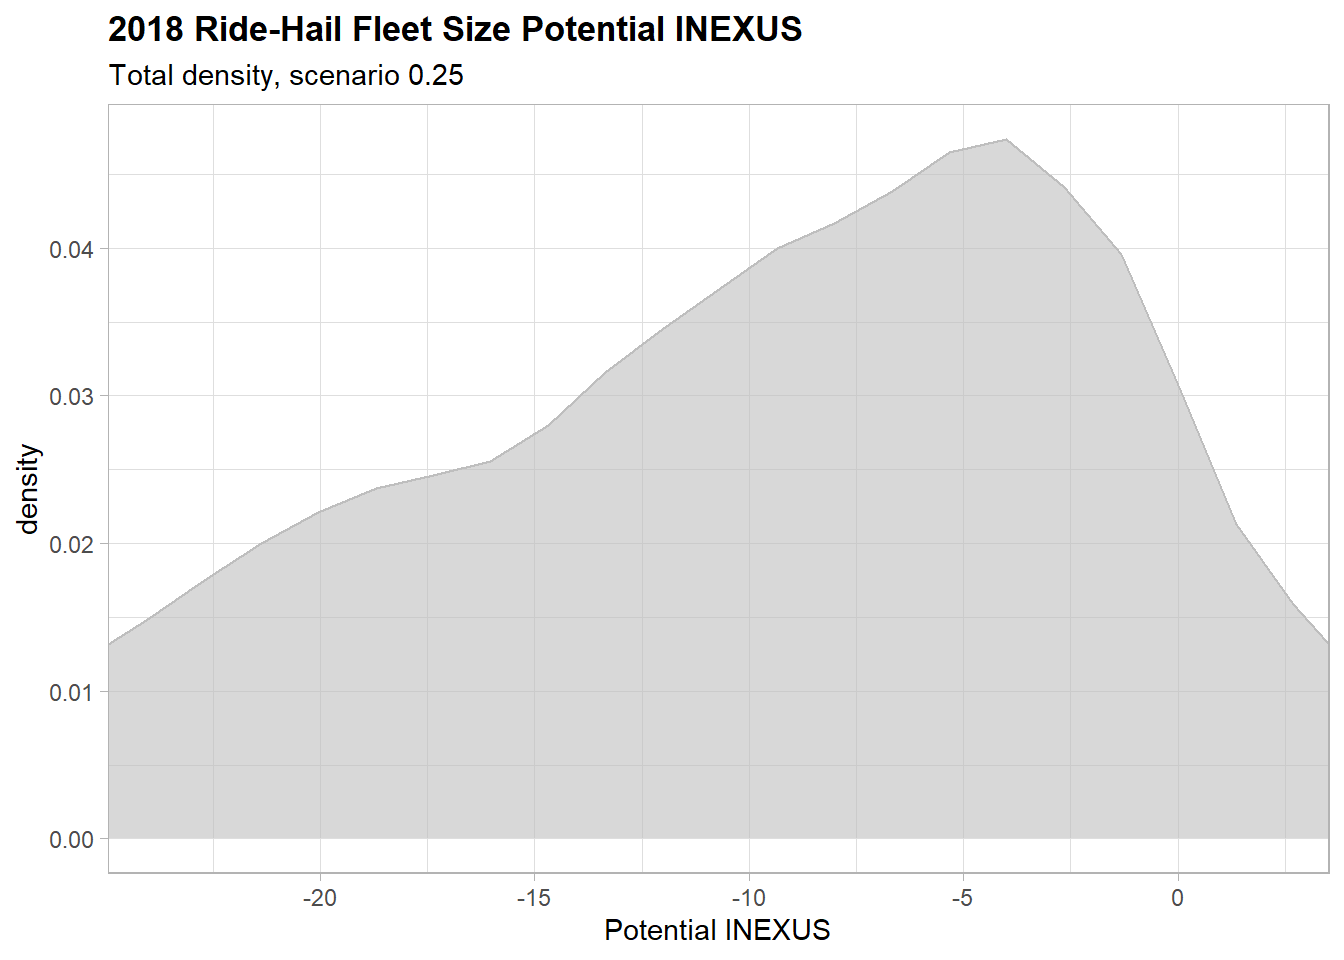 2018 Ride-Hail Fleet Size Potential INEXUS
Total density, scenario 0.25
density
0.04
0.03
0.02
0.01
0.00
-20 -15 -10 -5 0
Potential INEXUS